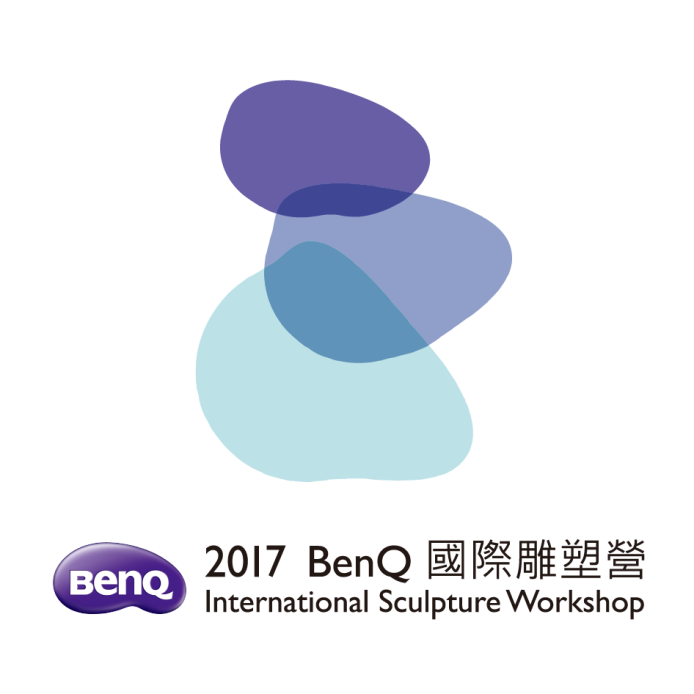 BenQ
2017 BenQ 國際雕塑營
International Sculpture Workshop